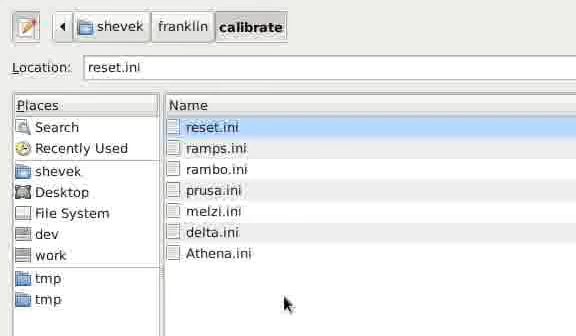 shevek franklin calibrate
Location: reset.ini
Places Name
Search reset.ini
Recently Used ramps.ini
shevek rambo.ini
Desktop prusa.ini
File System melzi.ini
dev delta.ini
work Athena.ini
tmp
tmp